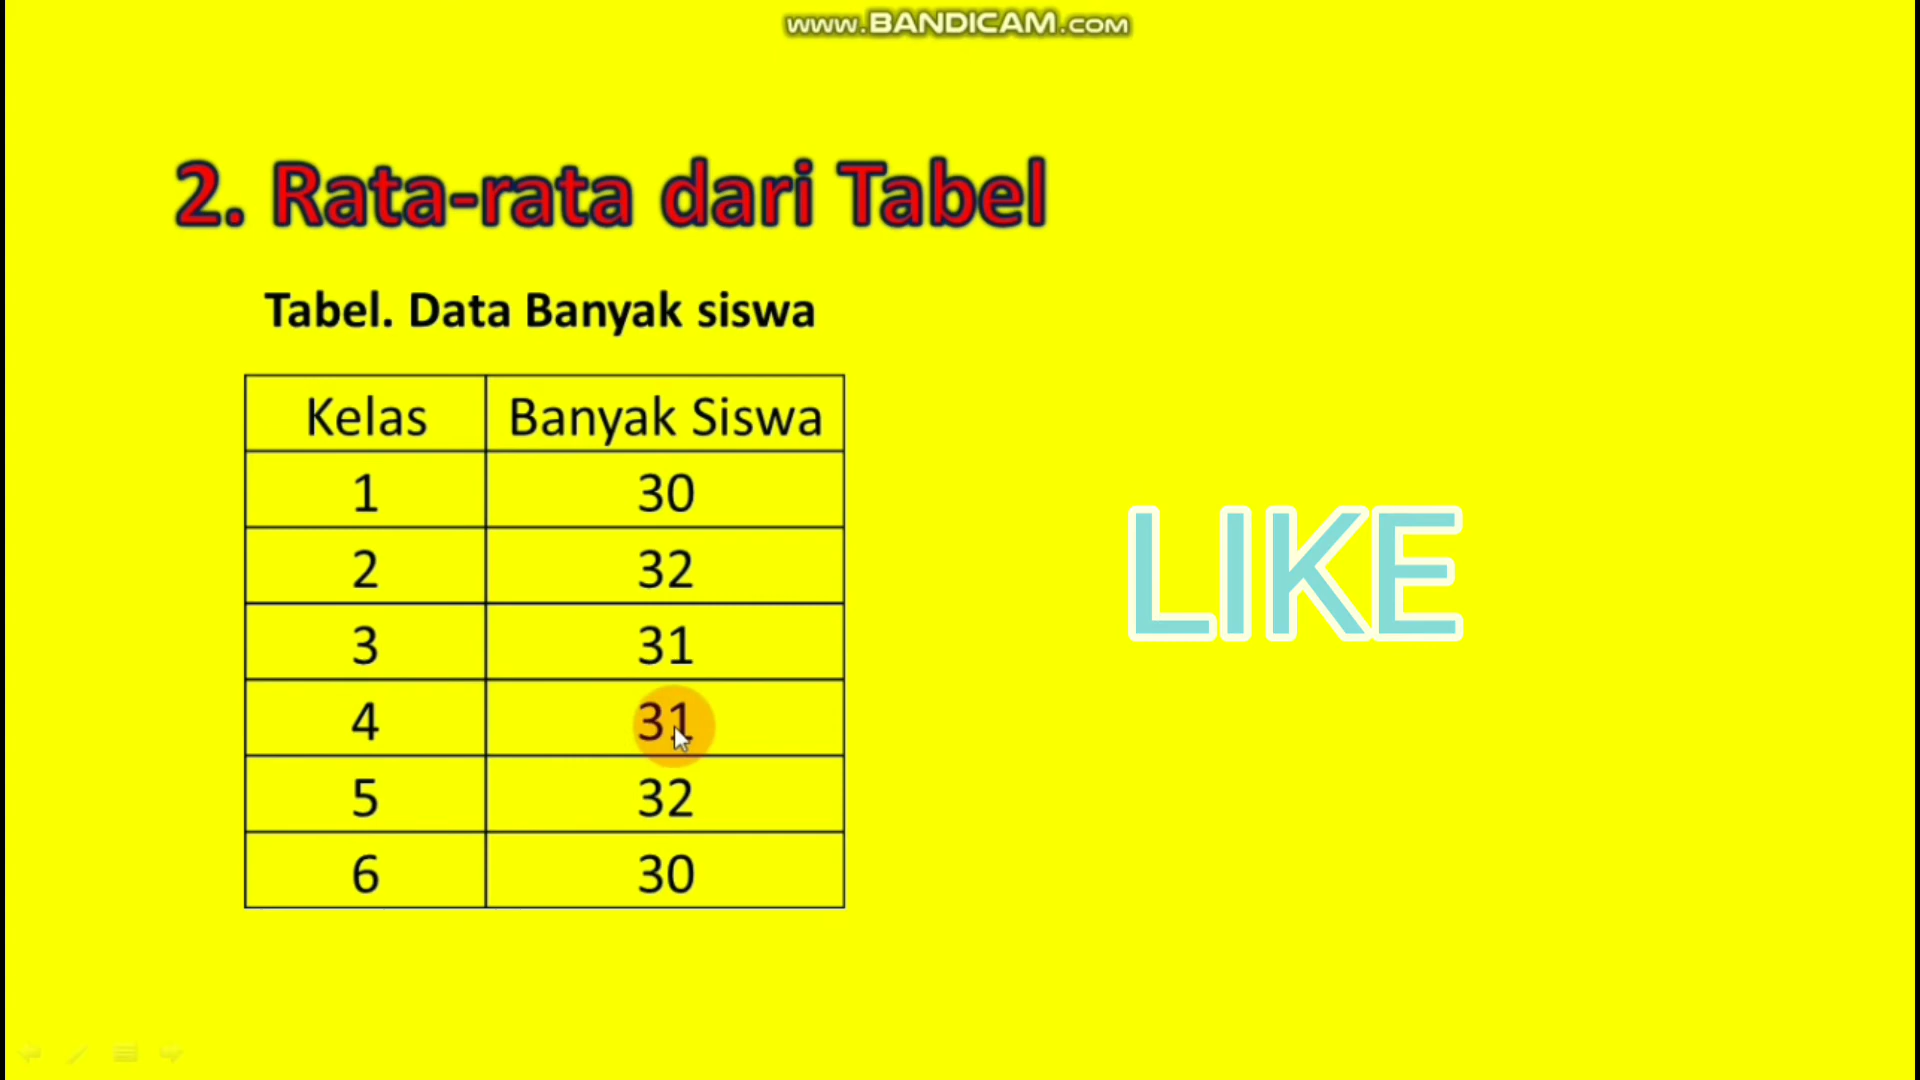 www.BANDICAM.com
2. Rata-rata dari Tabel
Tabel. Data Banyak siswa
Kelas Banyak Siswa
1 30
2 32
3 31
4 31
5 32
6 30
LIKE